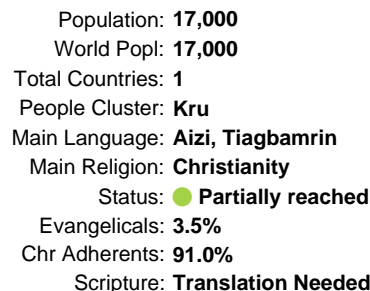 Population: 17,000
World Popl: 17,000
Total Countries: 1
People Cluster: Kru
Main Language: Aizi, Tiagbamrin
Main Religion: Christianity
Status: Partially reached
Evangelicals: 3.5%
Chr Adherents: 91.0%
Scripture: Translation Needed